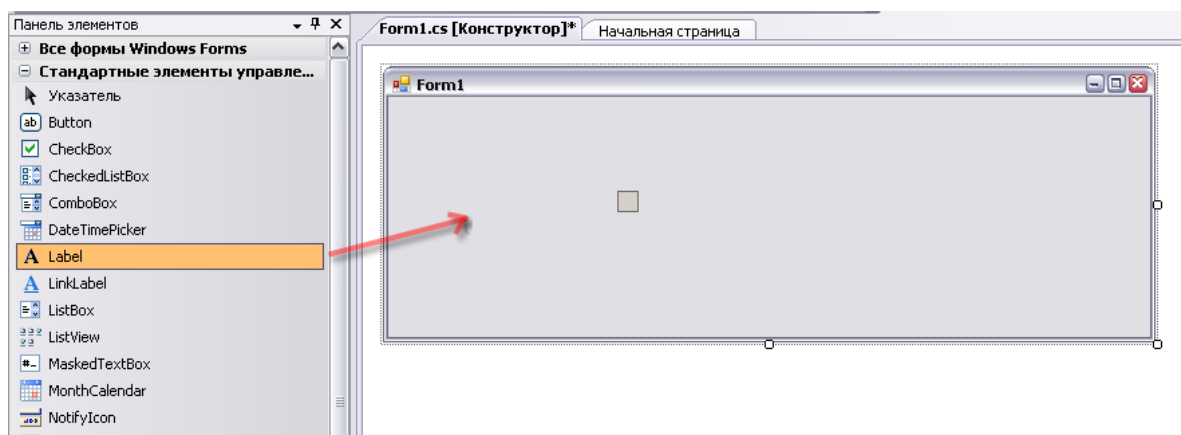 Панель элементов
Все формы Windows Forms
Стандартные элементы управле...
Указатель
ab Button
CheckBox
CheckedListBox
ComboBox
DateTimePicker
A Label
A LinkLabel
ListBox
ListView
#_ MaskedTextBox
MonthCalendar
NotifyIcon
Form1.cs [Конструктор]*
Начальная страница
Form1